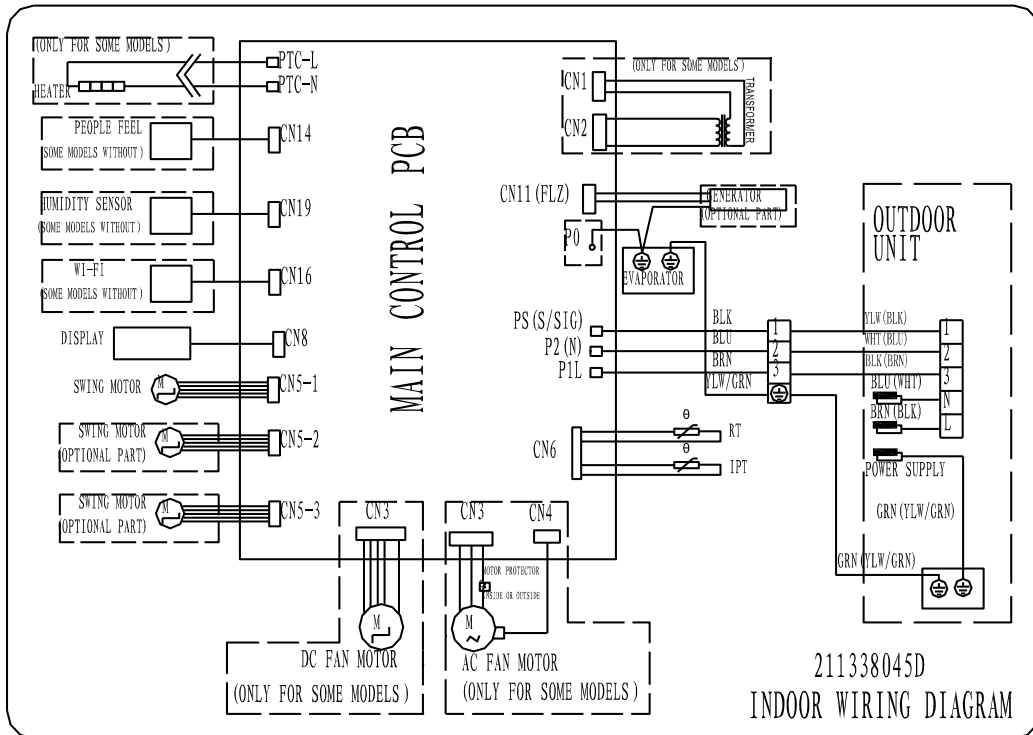 (ONLY FOR SOME MODELS)
HEATER
PTC-L
PTC-N
PEOPLE FEEL
(SOME MODELS WITHOUT)
CN14
HUMIDITY SENSOR
(SOME MODELS WITHOUT)
CN19
WI-FI
(SOME MODELS WITHOUT)
CN16
DISPLAY
CN8
SWING MOTOR
M
CN5-1
SWING MOTOR
(OPTIONAL PART)
M
CN5-2
SWING MOTOR
(OPTIONAL PART)
M
CN5-3
MAIN CONTROL PCB
(ONLY FOR SOME MODELS)
CN1
CN2
TRANSFORMER
CN11(FLZ)
GENERATOR
(OPTIONAL PART)
P0
EVAPORATOR
PS(S/SIG)
P2(N)
P1L
BLK
BLU
BRN
YLW/GRN
1
2
3
CN6
θ
RT
θ
IPT
OUTDOOR
UNIT
YLW(BLK)
WHT(BLU)
BLK(BRN)
BLU(WHT)
BRN(BLK)
1
2
3
N
L
POWER SUPPLY
GRN(YLW/GRN)
GRN(YLW/GRN)
CN3
M
DC FAN MOTOR
(ONLY FOR SOME MODELS)
CN3
CN4
MOTOR PROTECTOR
INSIDE OR OUTSIDE
M
AC FAN MOTOR
(ONLY FOR SOME MODELS)
211338045D
INDOOR WIRING DIAGRAM